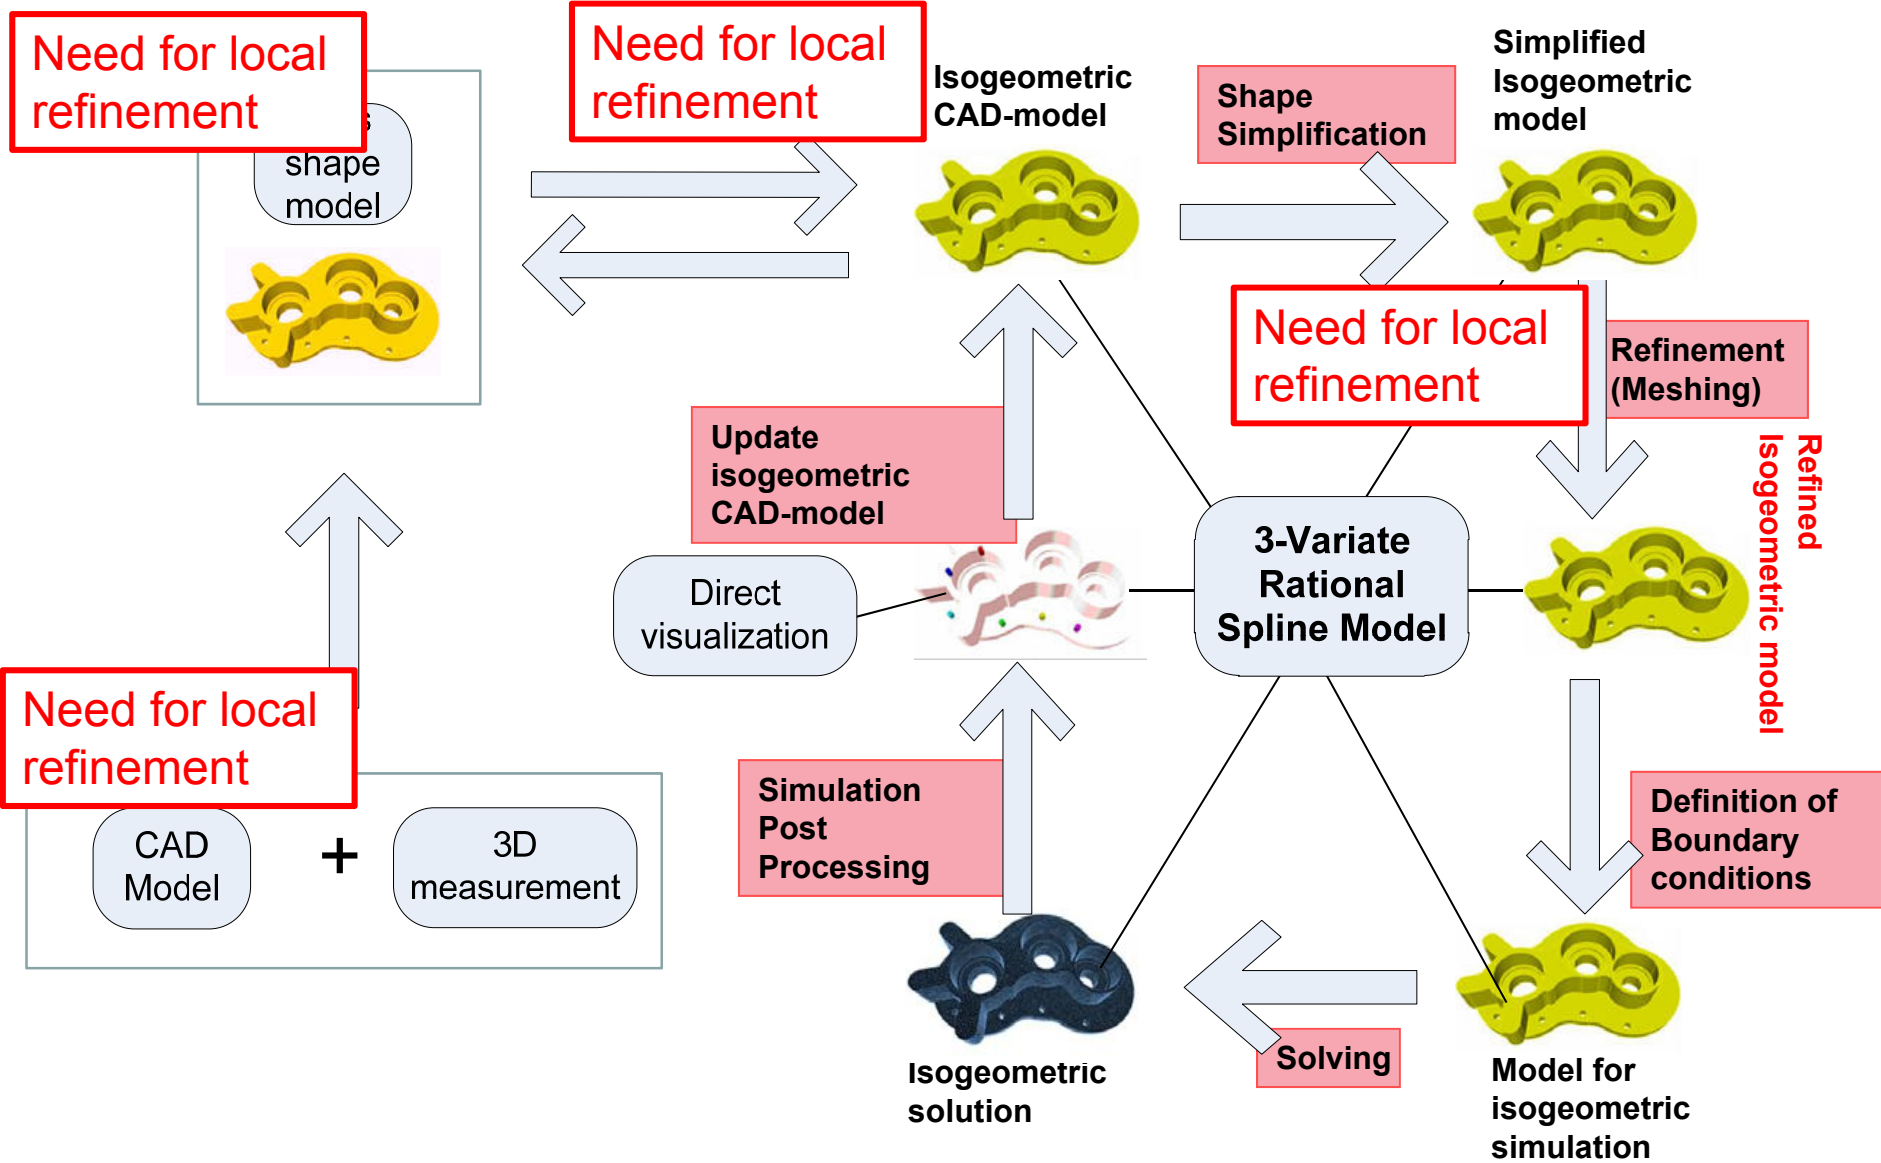 Need for local
refinement
shape
model
Need for local
refinement
Isogeometric
CAD-model
Shape
Simplification
Simplified
Isogeometric
model
Need for local
refinement
Refinement
(Meshing)
Refined
Isogeometric model
Update
isogeometric
CAD-model
Direct
visualization
3-Variate
Rational
Spline Model
Need for local
refinement
CAD
Model
+
3D
measurement
Simulation
Post
Processing
Definition of
Boundary
conditions
Solving
Isogeometric
solution
Model for
isogeometric
simulation